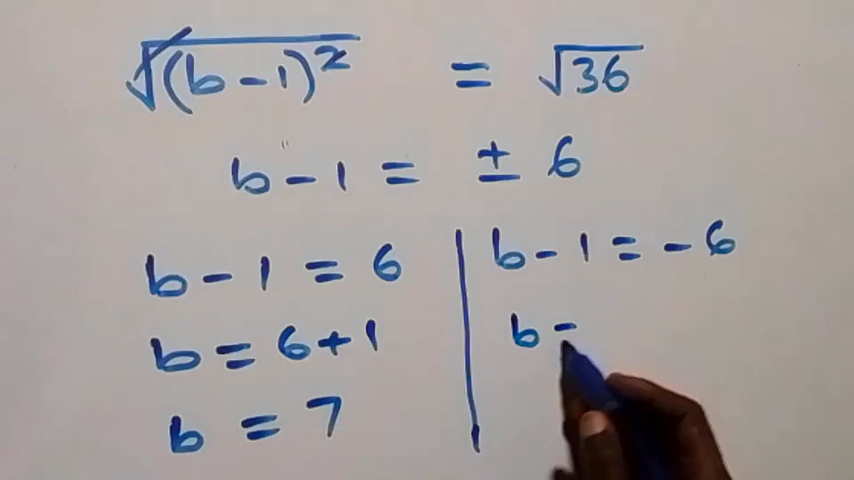 √(b-1)² = √36
b-1 = ± 6
b-1 = 6
b = 6+1
b = 7
b-1 = -6
b -